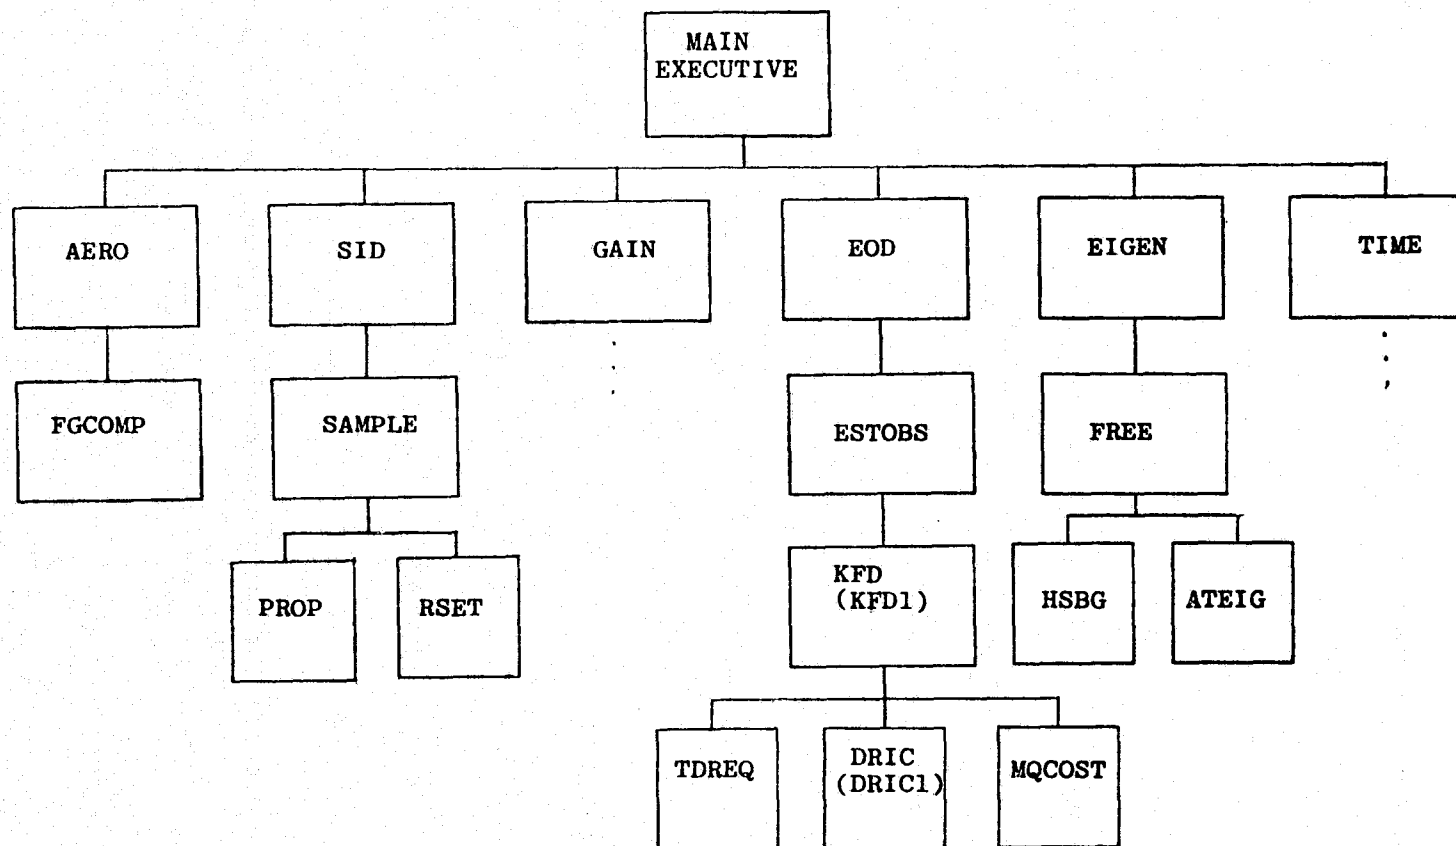 MAIN
EXECUTIVE
AERO
SID
GAIN
EOD
EIGEN
TIME
FGCOMP
SAMPLE
ESTOBS
FREE
PROP
RSET
KFD
(KFD1)
HSBG
ATEIG
TDREQ
DRIC
(DRIC1)
MQCOST